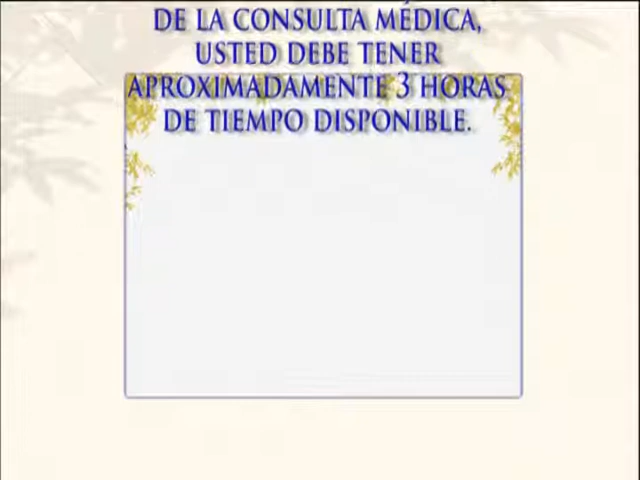 DE LA CONSULTA MÉDICA,
USTED DEBE TENER
APROXIMADAMENTE 3 HORAS
DE TIEMPO DISPONIBLE.